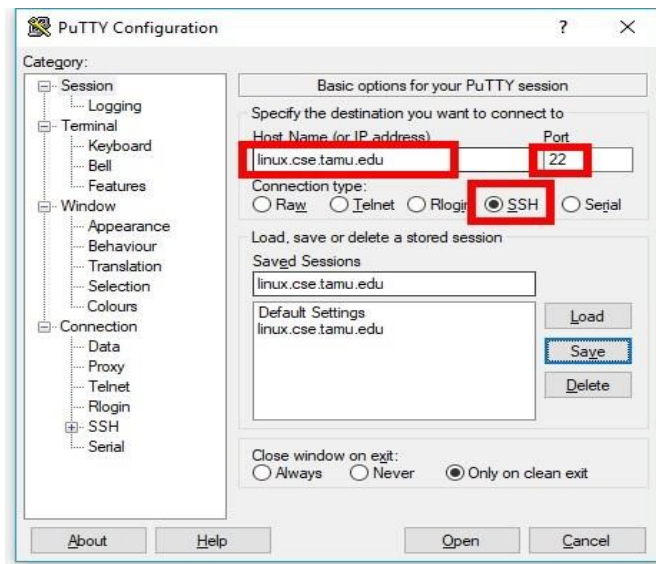 PuTTY Configuration
?
Category:
Session
Logging
Terminal
Keyboard
Bell
Features
Window
Appearance
Behaviour
Translation
Selection
Colours
Connection
Data
Proxy
Telnet
Rlogin
SSH
Serial
Basic options for your PuTTY session
Specify the destination you want to connect to
Host Name (or IP address) Port
linux.cse.tamu.edu 22
Connection type:
Raw Telnet Rlogin SSH Serial
Load, save or delete a stored session
Saved Sessions
linux.cse.tamu.edu
Default Settings
linux.cse.tamu.edu
Load
Save
Delete
Close window on exit:
Always Never Only on clean exit
About Help Open Cancel